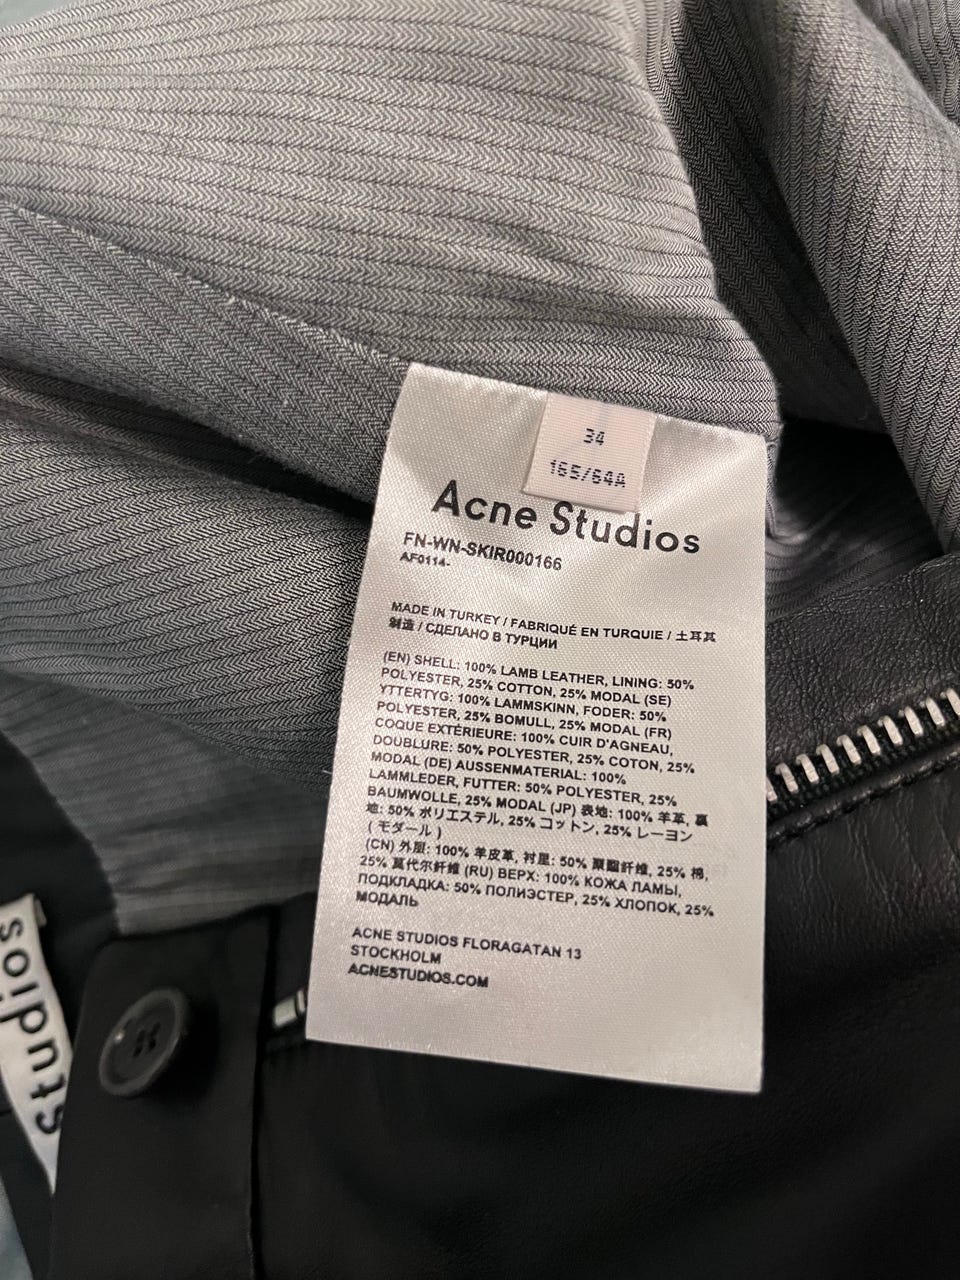 34
165/64A
Acne Studios
FN-WN-SKIR000166
AF0114-
MADE IN TURKEY / FABRIQUÉ EN TURQUIE / 土耳其
制造 / СДЕЛАНО В ТУРЦИИ
(EN) SHELL: 100% LAMB LEATHER, LINING: 50%
POLYESTER, 25% COTTON, 25% MODAL (SE)
YTTERTYG: 100% LAMMSKINN, FODER: 50%
POLYESTER, 25% BOMULL, 25% MODAL (FR)
COQUE EXTÉRIEURE: 100% CUIR D'AGNEAU,
DOUBLURE: 50% POLYESTER, 25% COTON, 25%
MODAL (DE) AUSSENMATERIAL: 100%
LAMMLEDER, FUTTER: 50% POLYESTER, 25%
BAUMWOLLE, 25% MODAL (JP) 表地: 100% 羊革, 裏
地: 50% ポリエステル, 25% コットン, 25% レーヨン
( モダール )
(CN) 外层: 100% 羊皮革, 衬里: 50% 聚酯纤维, 25% 棉,
25% 莫代尔纤维 (RU) ВЕРХ: 100% КОЖА ЛАМЫ,
ПОДКЛАДКА: 50% ПОЛИЭСТЕР, 25% ХЛОПОК, 25%
МОДАЛЬ
ACNE STUDIOS FLORAGATAN 13
STOCKHOLM
ACNESTUDIOS.COM
Studios